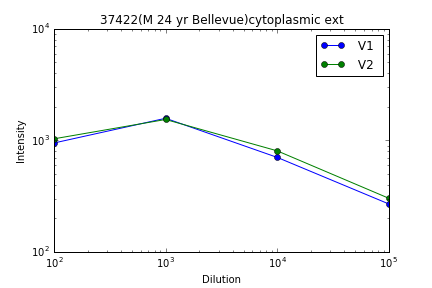 37422(M 24 yr Bellevue)cytoplasmic ext
V1
V2
10^4
10^3
10^2
Intensity
10^2 10^3 10^4 10^5
Dilution